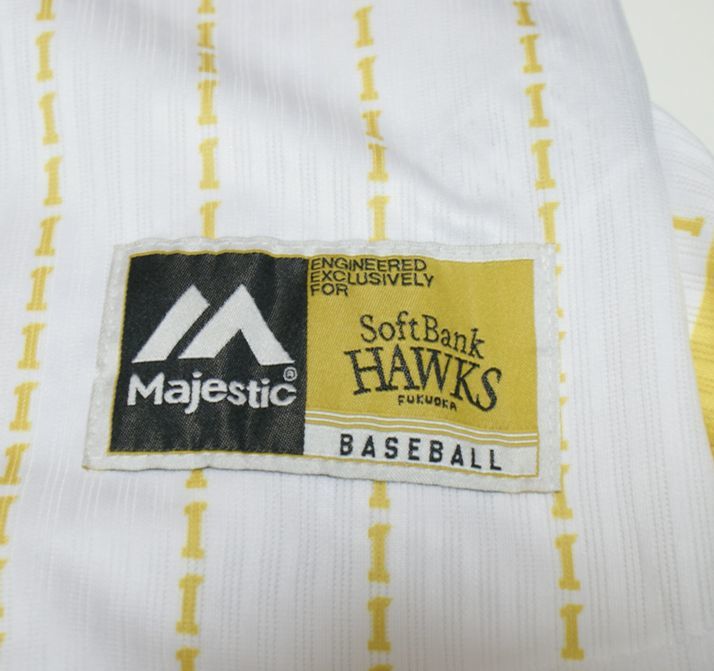 Majestic®
ENGINEERED
EXCLUSIVELY
FOR
SoftBank
HAWKS
FUKUOKA
BASEBALL